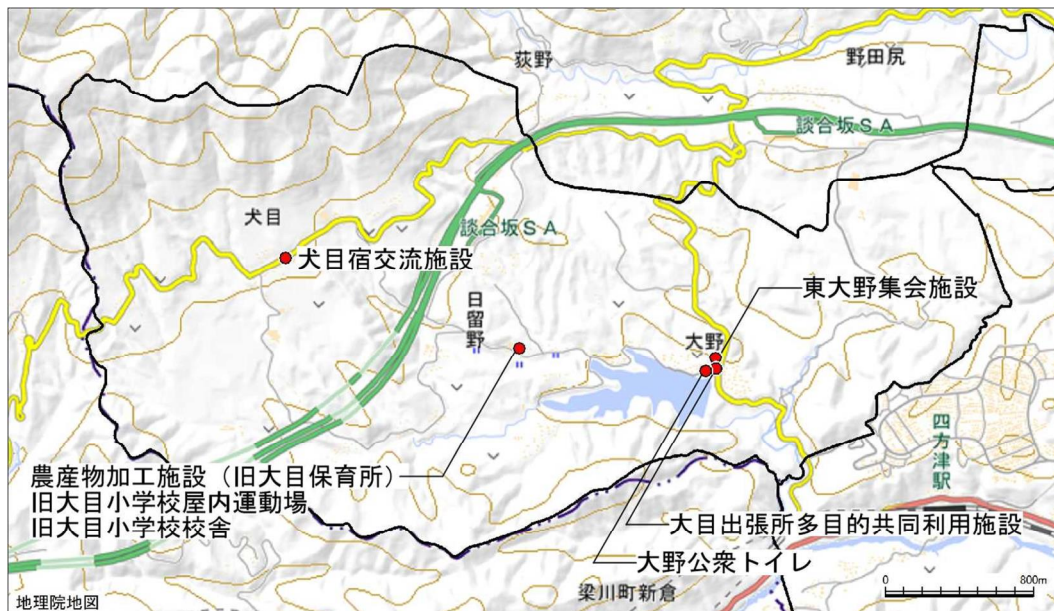 荻野
野田尻
談合坂ＳＡ
犬目
談合坂ＳＡ
犬目宿交流施設
日留野
東大野集会施設
大野
四方津駅
農産物加工施設（旧大目保育所）
旧大目小学校屋内運動場
旧大目小学校校舎
大目出張所多目的共同利用施設
大野公衆トイレ
梁川町新倉
0 800m
地理院地図